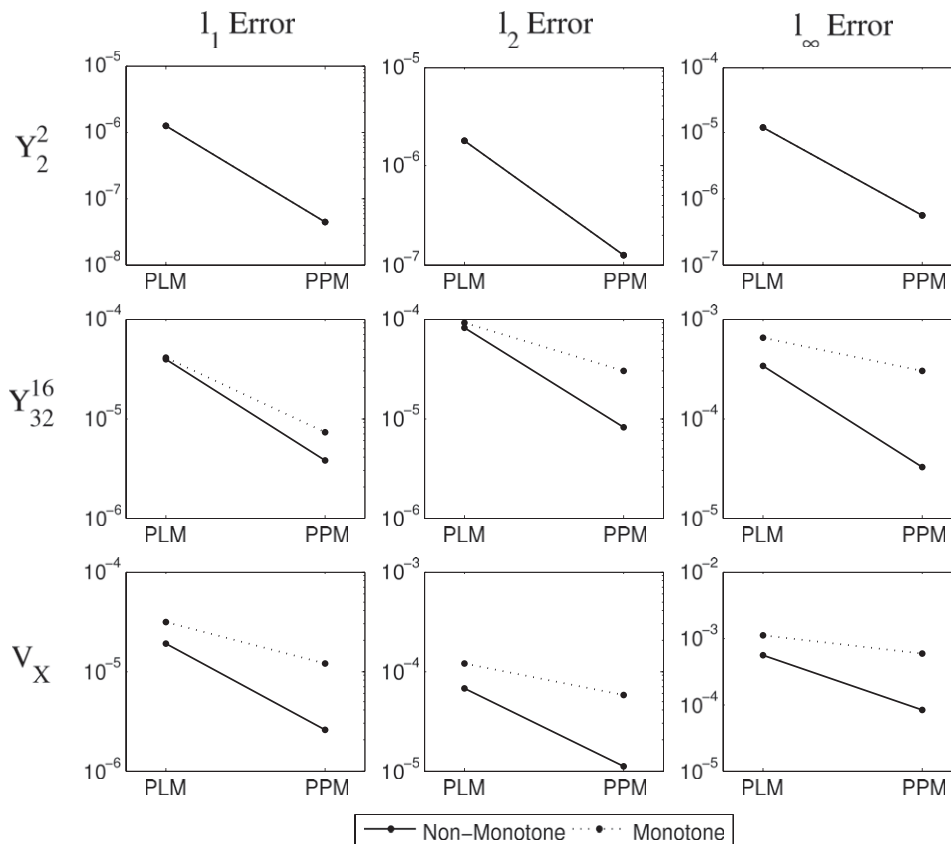 l₁ Error l₂ Error l∞ Error
Y₂² 10⁻⁵ 10⁻⁶ 10⁻⁷ 10⁻⁸ PLM PPM
10⁻⁵ 10⁻⁶ 10⁻⁷ PLM PPM
10⁻⁴ 10⁻⁵ 10⁻⁶ 10⁻⁷ PLM PPM
Y₃₂¹⁶ 10⁻⁴ 10⁻⁵ 10⁻⁶ PLM PPM
10⁻⁴ 10⁻⁵ 10⁻⁶ PLM PPM
10⁻³ 10⁻⁴ 10⁻⁵ PLM PPM
V_X 10⁻⁴ 10⁻⁵ 10⁻⁶ PLM PPM
10⁻³ 10⁻⁴ 10⁻⁵ PLM PPM
10⁻² 10⁻³ 10⁻⁴ 10⁻⁵ PLM PPM
Non−Monotone Monotone